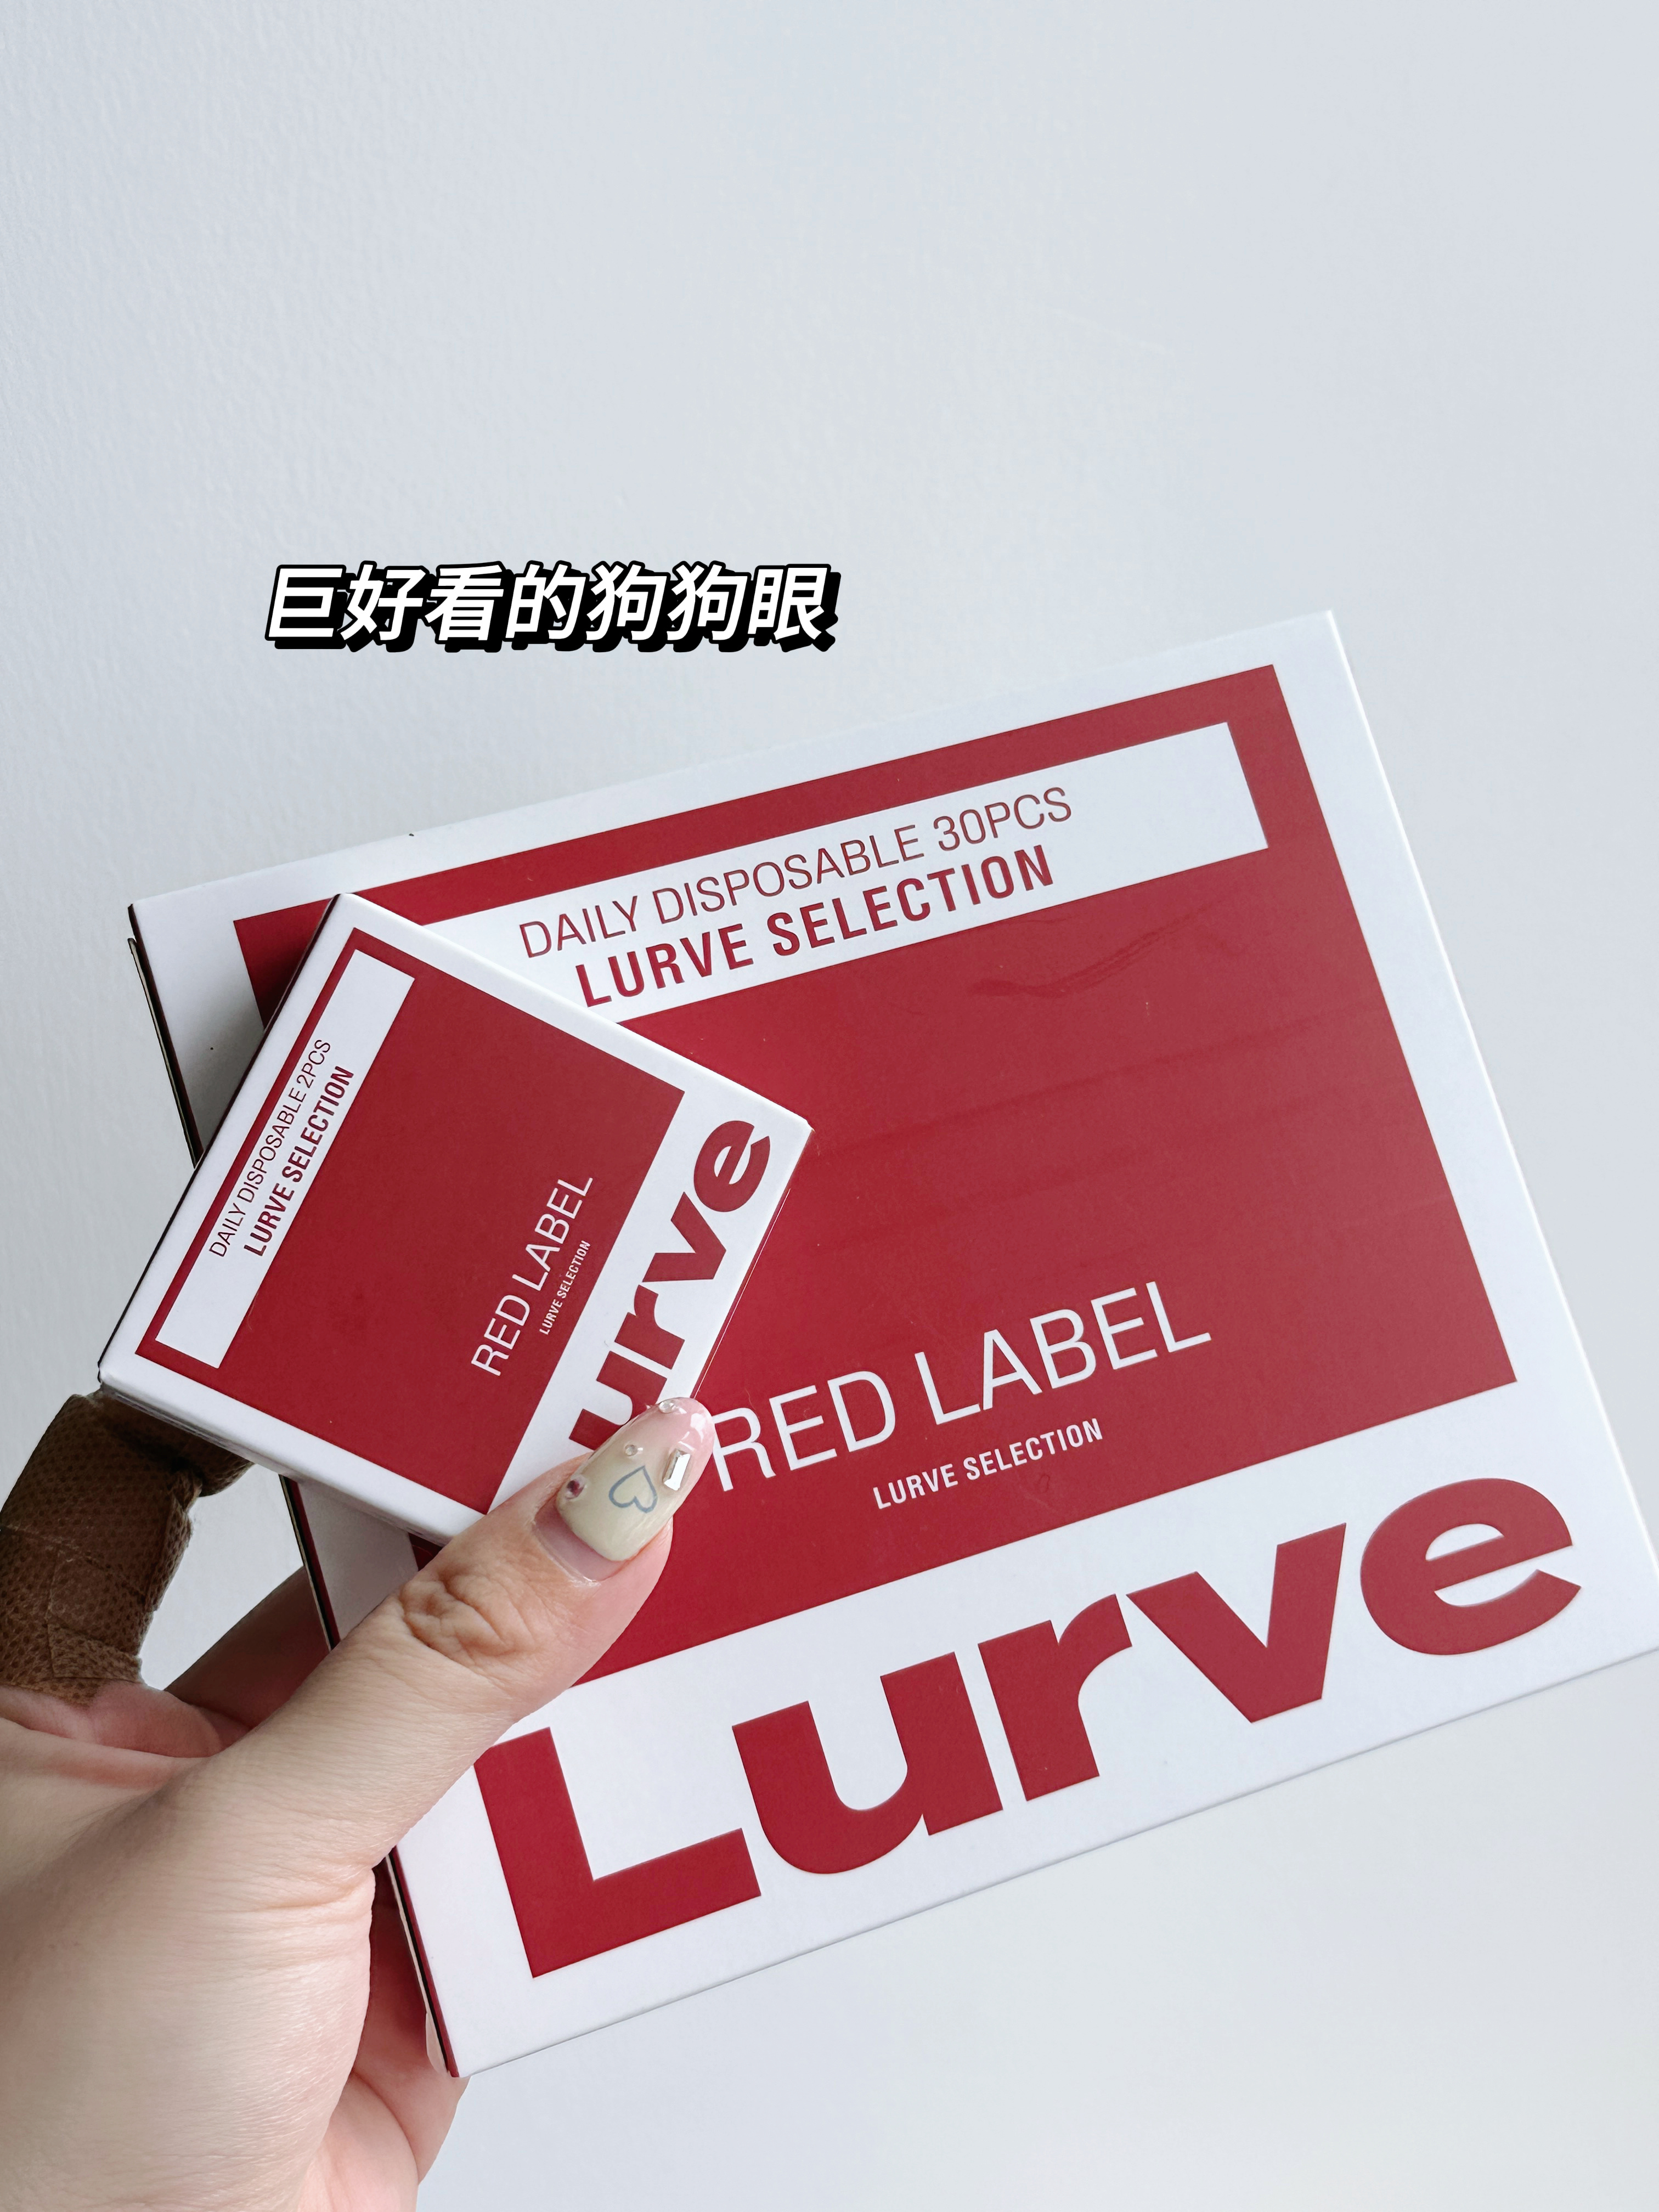 巨好看的狗狗眼
DAILY DISPOSABLE 30PCS
LURVE SELECTION
RED LABEL
LURVE SELECTION
Lurve
DAILY DISPOSABLE 2PCS
LURVE SELECTION
RED LABEL
LURVE SELECTION
urve